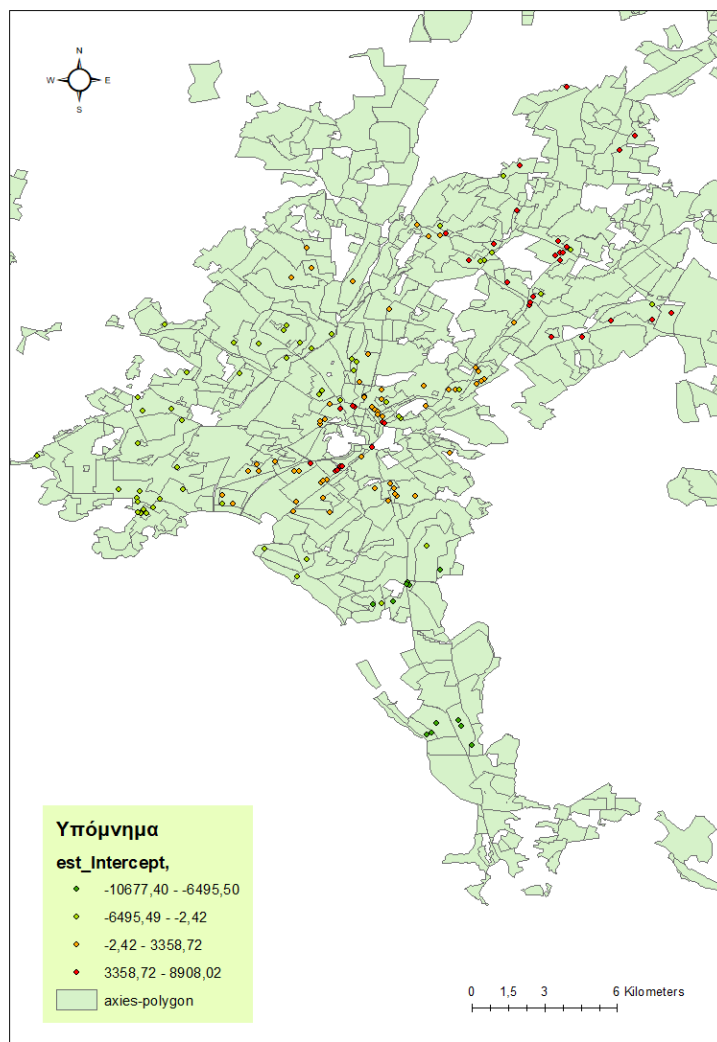 N
W E
S
Υπόμνημα
est_Intercept,
-10677,40 - -6495,50
-6495,49 - -2,42
-2,42 - 3358,72
3358,72 - 8908,02
axies-polygon
0 1,5 3 6 Kilometers